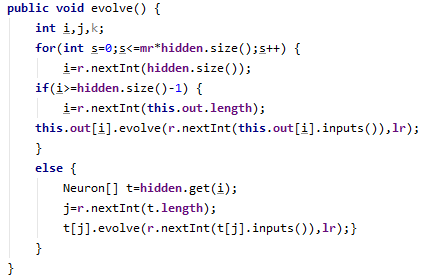 public void evolve() {
    int i,j,k;
    for(int s=0;s<=mr*hidden.size();s++) {
        i=r.nextInt(hidden.size());
    if(i>=hidden.size()-1) {
        i=r.nextInt(this.out.length);
    this.out[i].evolve(r.nextInt(this.out[i].inputs()),lr);
    }
    else {
        Neuron[] t=hidden.get(i);
        j=r.nextInt(t.length);
        t[j].evolve(r.nextInt(t[j].inputs()),lr);}
    }
}